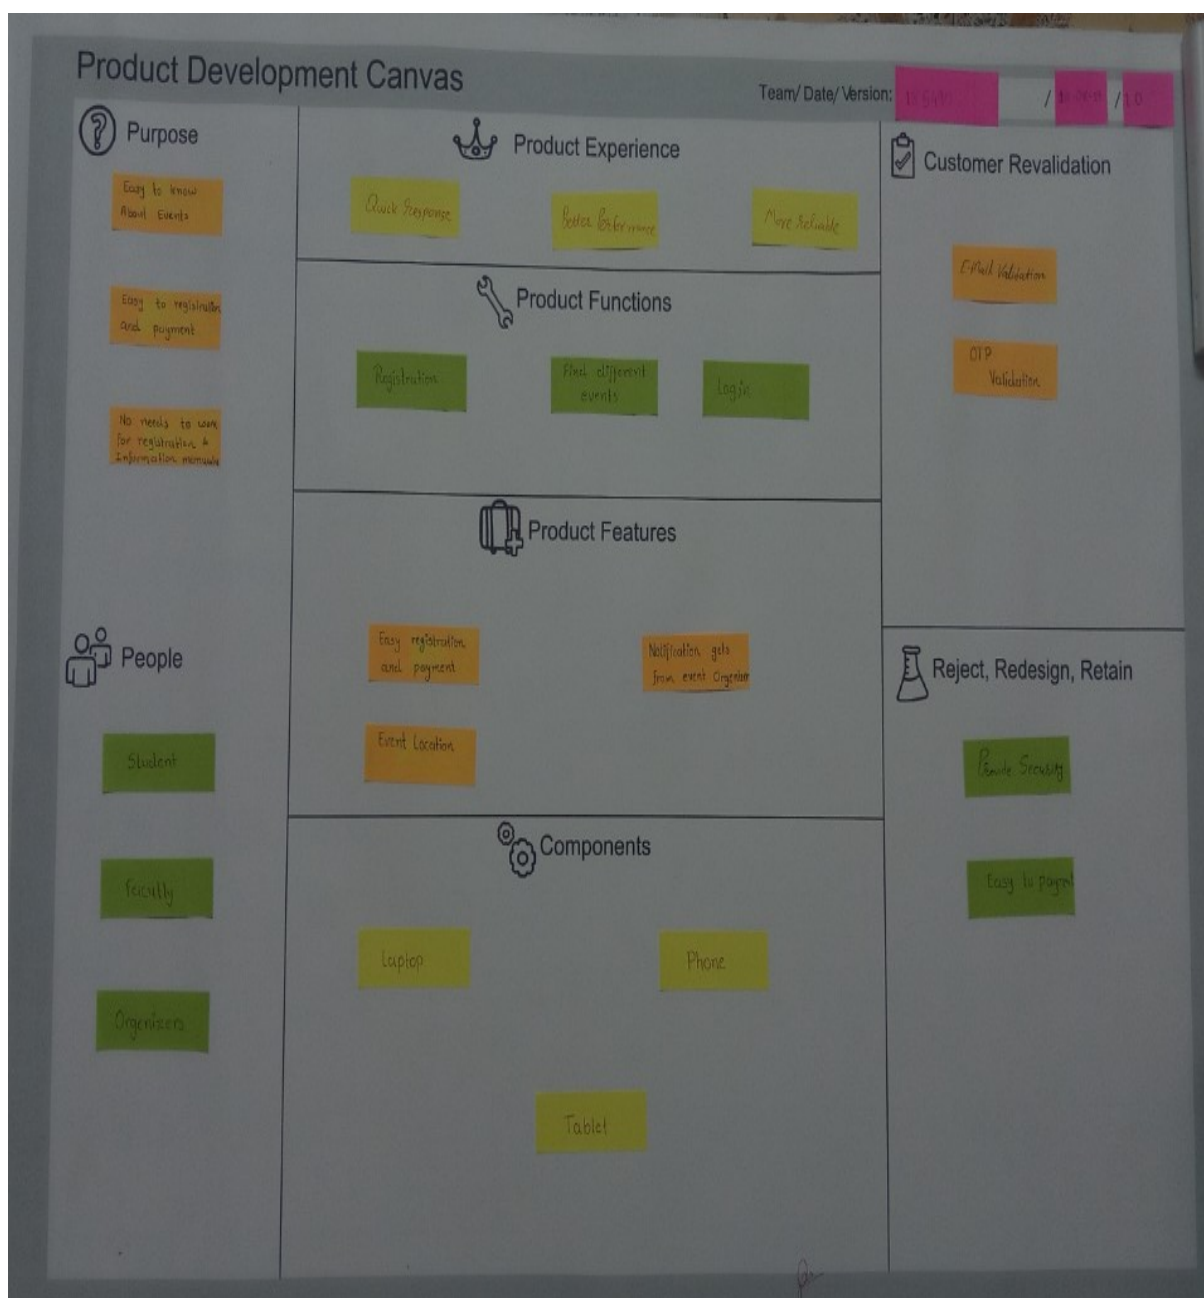 Product Development Canvas
Team/ Date/ Version:
/
/ 1.0
Purpose
Easy to know
About Events
Easy to registration
and payment
No needs to work
for registration &
Information
People
Student
Faculty
Organizers
Product Experience
Quick Response
Better Performance
More Reliable
Product Functions
Registration
Find different
events
Login
Product Features
Easy registration
and payment
Notification gets
from event Organizer
Event Location
Components
Laptop
Phone
Tablet
Customer Revalidation
E-Mail Validation
OTP
Validation
Reject, Redesign, Retain
Provide Security
Easy to